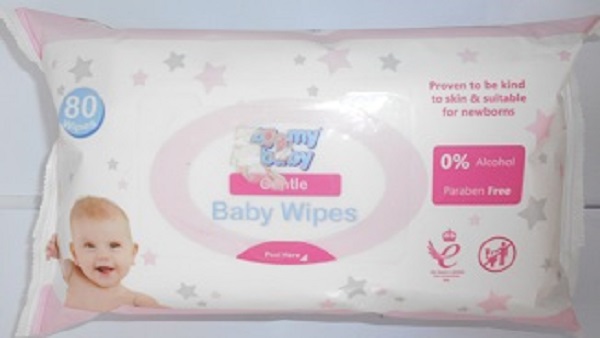 80
Wipes
baby
Gentle
Baby Wipes
Peel Here
Proven to be kind
to skin & suitable
for newborns
0% Alcohol
Paraben Free